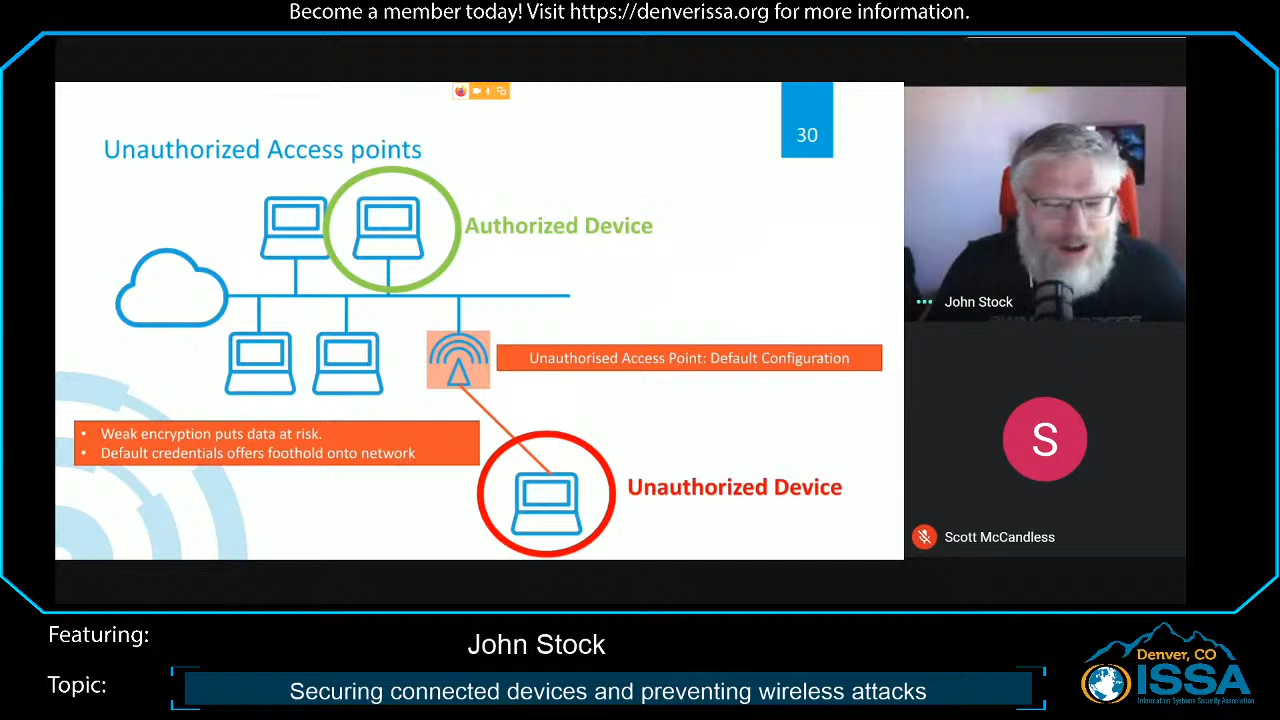 Become a member today! Visit https://denverissa.org for more information.
30
Unauthorized Access points
Authorized Device
John Stock
Unauthorised Access Point: Default Configuration
• Weak encryption puts data at risk.
• Default credentials offers foothold onto network
S
Unauthorized Device
Scott McCandless
Featuring:
John Stock
Topic:
Securing connected devices and preventing wireless attacks
Denver, CO
ISSA
Information Systems Security Association